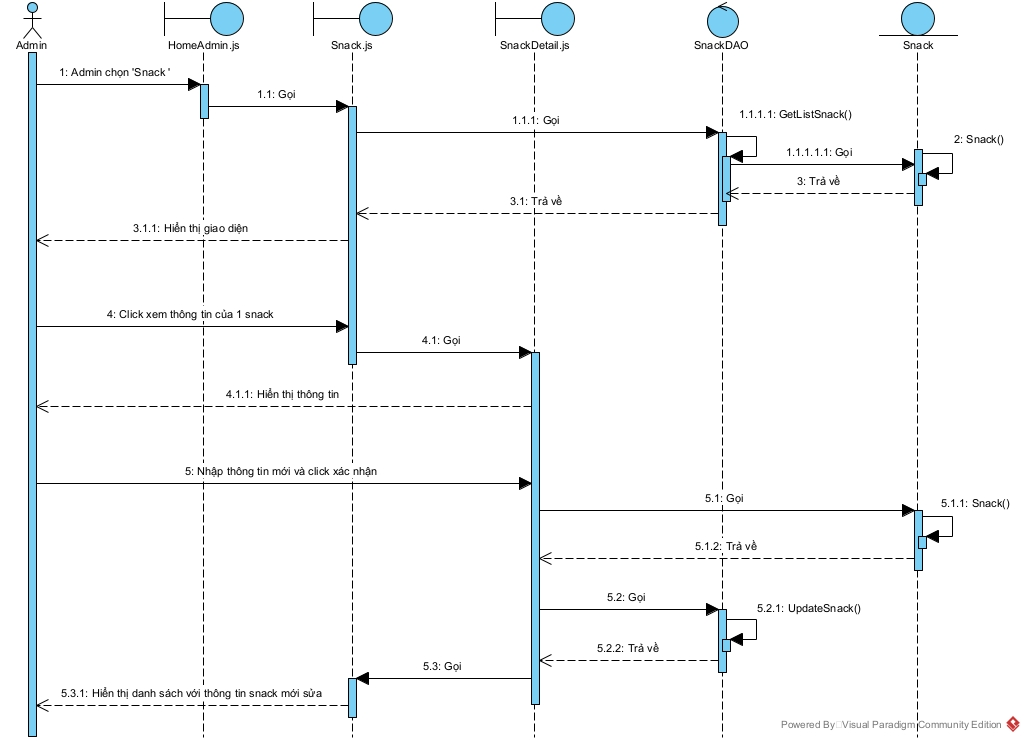 Admin
HomeAdmin.js
Snack.js
SnackDetail.js
SnackDAO
Snack
1: Admin chọn 'Snack '
1.1: Gọi
1.1.1: Gọi
1.1.1.1: GetListSnack()
1.1.1.1.1: Gọi
2: Snack()
3: Trả về
3.1: Trả về
3.1.1: Hiển thị giao diện
4: Click xem thông tin của 1 snack
4.1: Gọi
4.1.1: Hiển thị thông tin
5: Nhập thông tin mới và click xác nhận
5.1: Gọi
5.1.1: Snack()
5.1.2: Trả về
5.2: Gọi
5.2.1: UpdateSnack()
5.2.2: Trả về
5.3: Gọi
5.3.1: Hiển thị danh sách với thông tin snack mới sửa
Powered By Visual Paradigm Community Edition